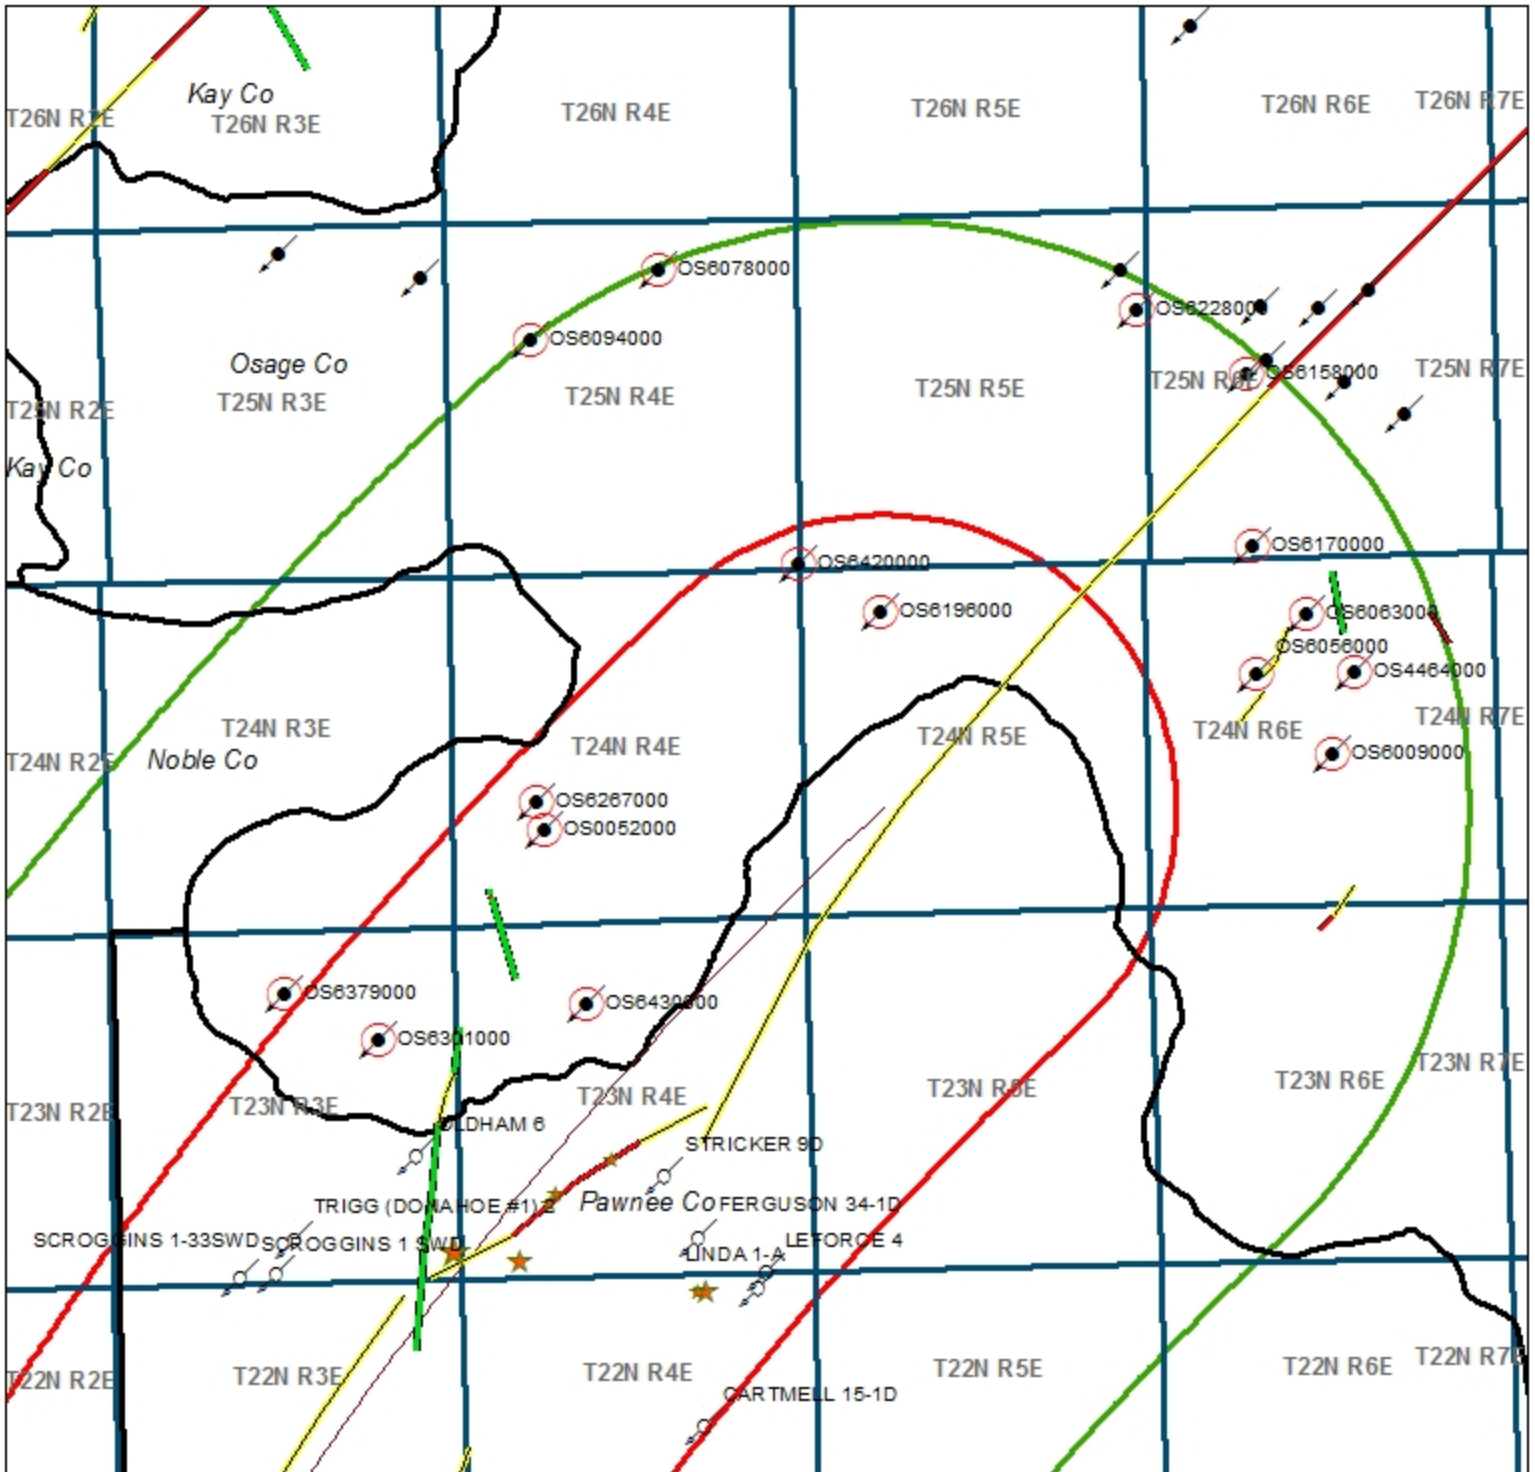 Kay Co
T26N R2E
T26N R3E
T26N R4E
T26N R5E
T26N R6E
T26N R7E
OS6078000
OS6094000
OS6228000
OS6158000
Osage Co
T25N R2E
T25N R3E
T25N R4E
T25N R5E
T25N R6E
T25N R7E
Kay Co
OS6420000
OS6170000
OS6196000
OS6063000
OS6056000
OS4464000
T24N R2E
T24N R3E
Noble Co
T24N R4E
T24N R5E
T24N R6E
T24N R7E
OS6009000
OS6267000
OS0052000
OS6379000
OS6430000
OS6301000
T23N R2E
T23N R3E
T23N R4E
T23N R5E
T23N R6E
T23N R7E
OLDHAM 6
STRICKER 9D
TRIGG (DONAHOE #1) 2
Pawnee Co
FERGUSON 34-1D
SCROGGINS 1-33SWD
SCROGGINS 1 SWD
LINDA 1-A
LEFORCE 4
T22N R2E
T22N R3E
T22N R4E
T22N R5E
T22N R6E
T22N R7E
CARTMELL 15-1D